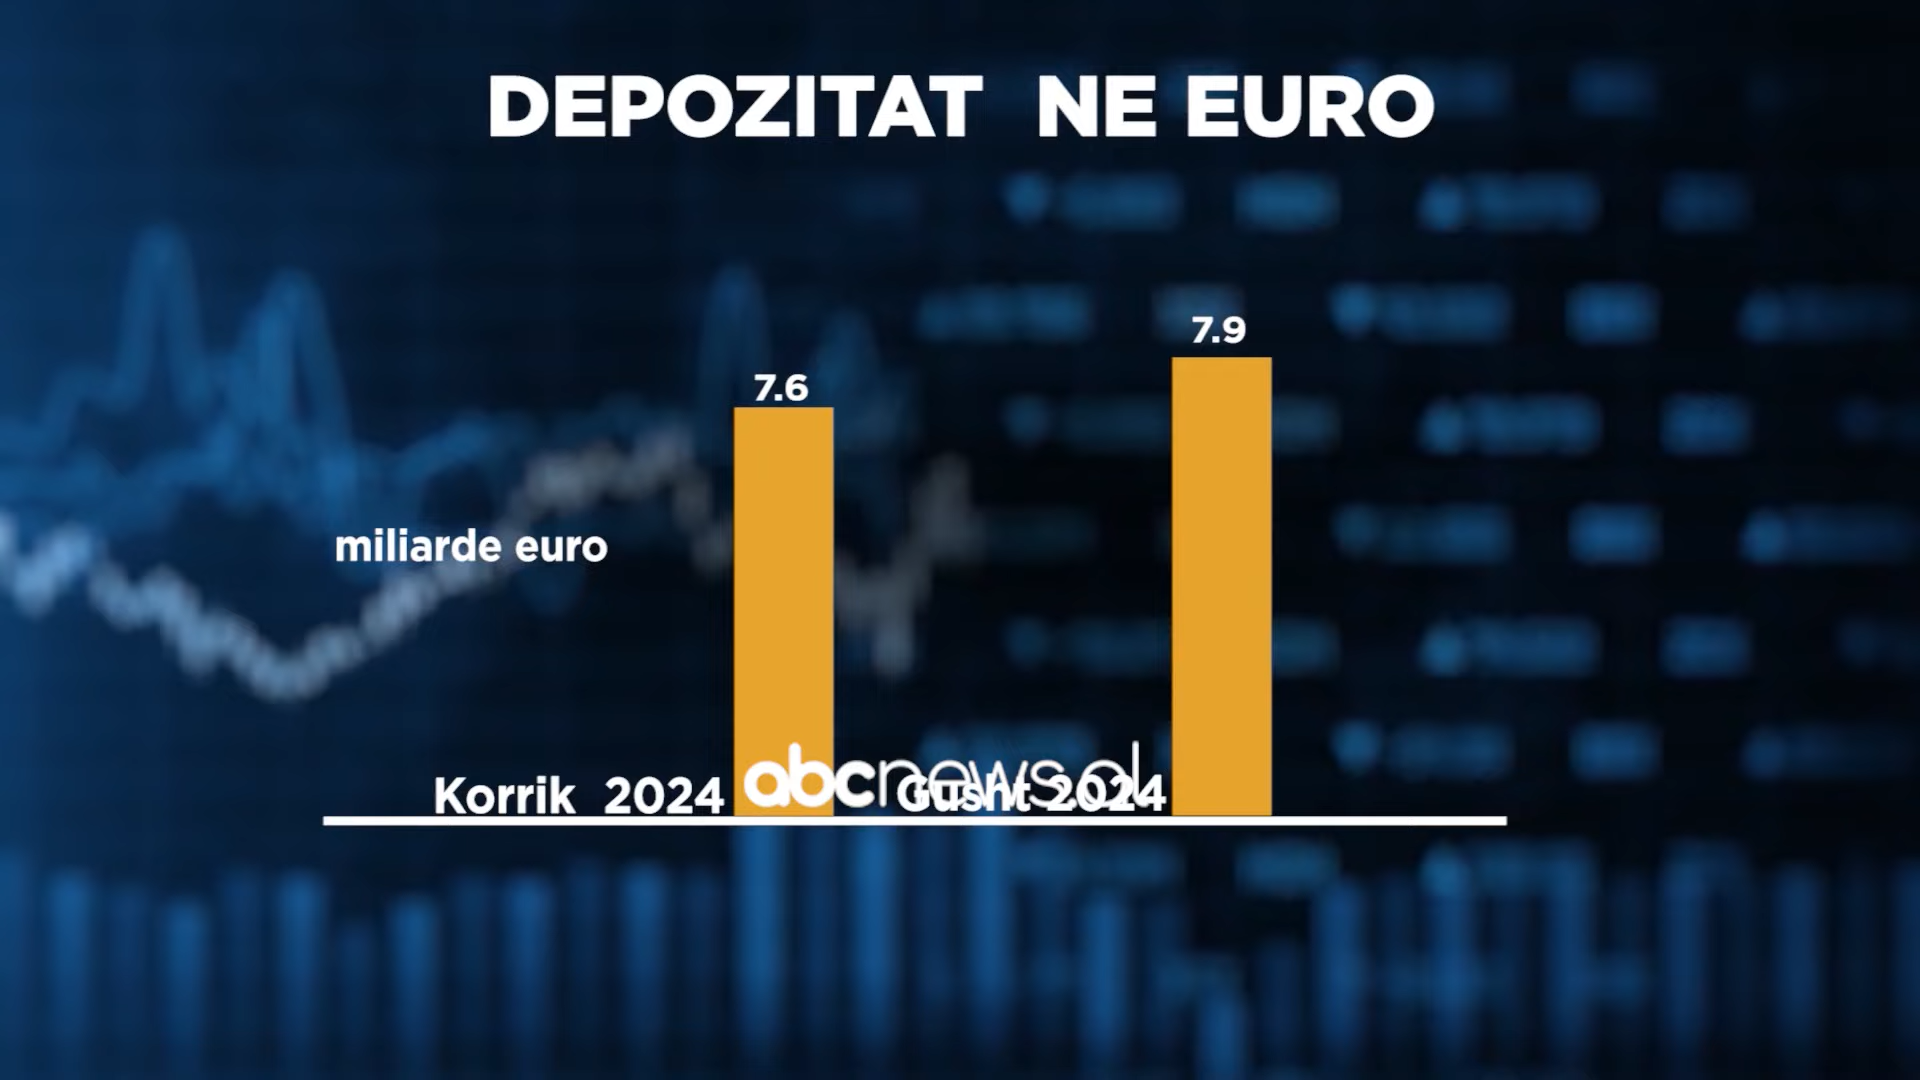 DEPOZITAT NE EURO
7.9
7.6
miliarde euro
Korrik 2024
Gusht 2024
abcnews.al